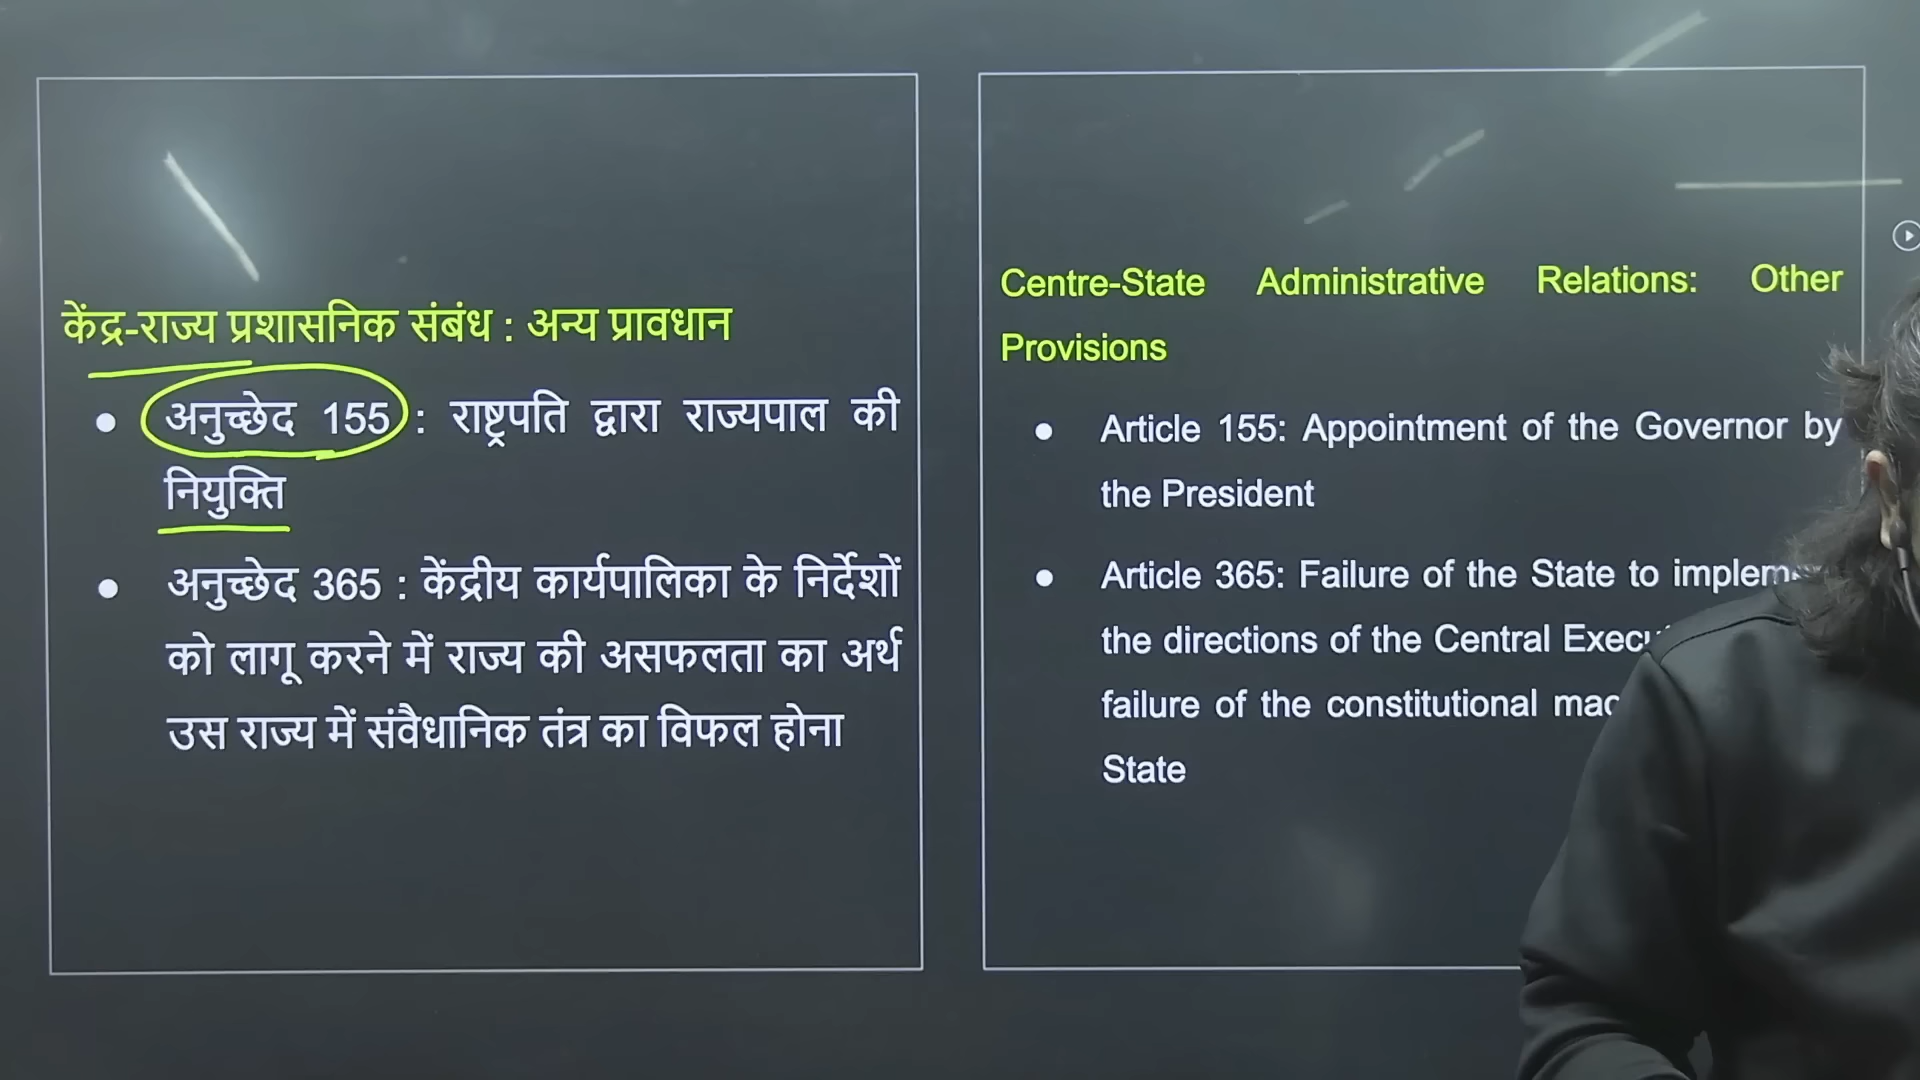 केंद्र-राज्य प्रशासनिक संबंध : अन्य प्रावधान
● अनुच्छेद 155 : राष्ट्रपति द्वारा राज्यपाल की
नियुक्ति
● अनुच्छेद 365 : केंद्रीय कार्यपालिका के निर्देशों
को लागू करने में राज्य की असफलता का अर्थ
उस राज्य में संवैधानिक तंत्र का विफल होना
Centre-State Administrative Relations: Other
Provisions
● Article 155: Appointment of the Governor by
the President
● Article 365: Failure of the State to
the directions of the Central
failure of the constitutional
State